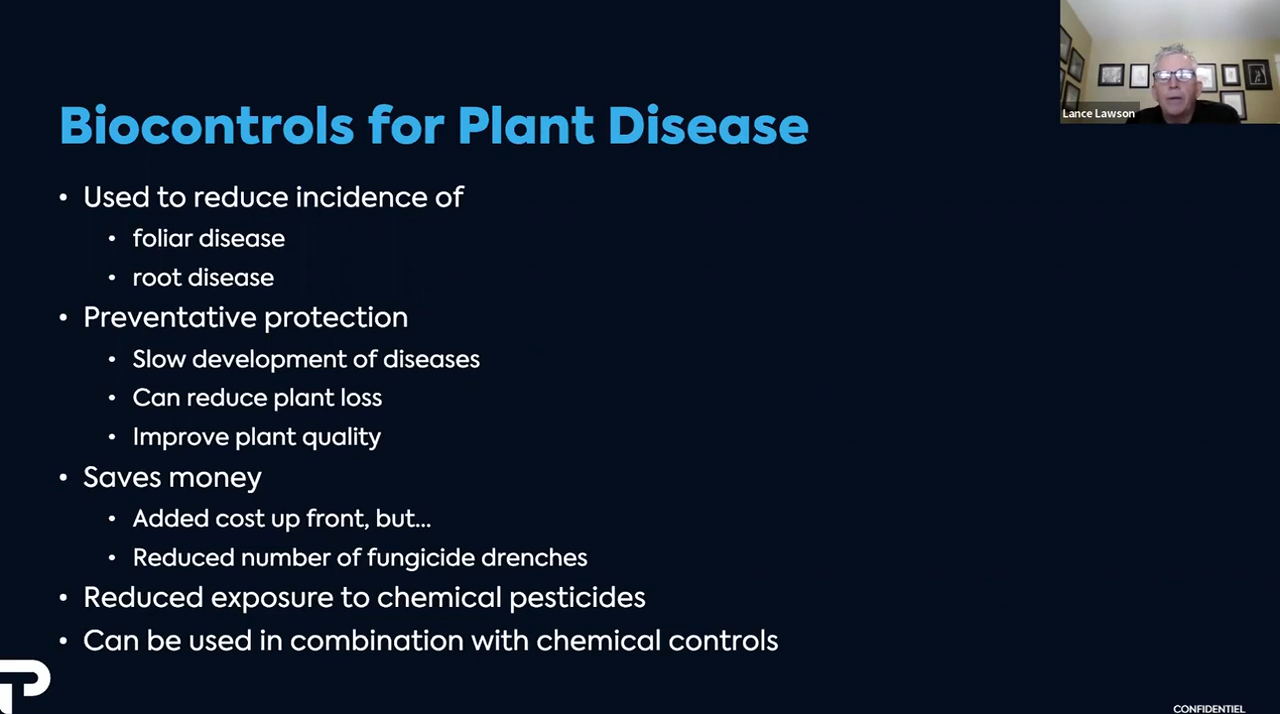 Lance Lawson
Biocontrols for Plant Disease
• Used to reduce incidence of
• foliar disease
• root disease
• Preventative protection
• Slow development of diseases
• Can reduce plant loss
• Improve plant quality
• Saves money
• Added cost up front, but...
• Reduced number of fungicide drenches
• Reduced exposure to chemical pesticides
• Can be used in combination with chemical controls
CONFIDENTIEL